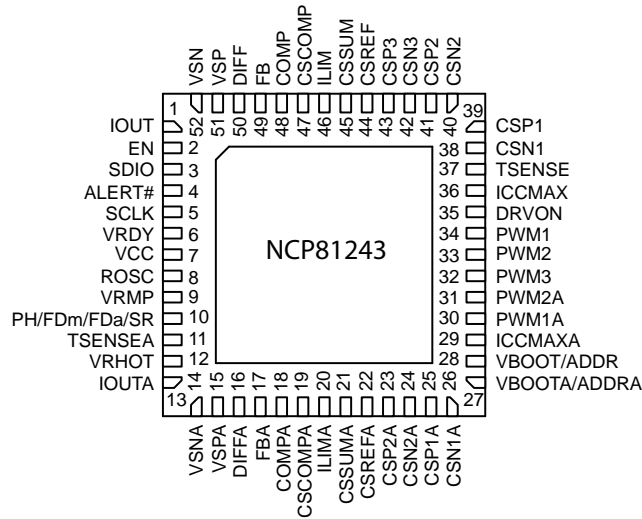 VSN
VSP
DIFF
FB
COMP
CSCOMP
ILIM
CSSUM
CSREF
CSP3
CSN3
CSP2
CSN2
52
51
50
49
48
47
46
45
44
43
42
41
40
IOUT 1
EN 2
SDIO 3
ALERT# 4
SCLK 5
VRDY 6
VCC 7
ROSC 8
VRMP 9
PH/FDm/FDa/SR 10
TSENSEA 11
VRHOT 12
IOUTA 13
NCP81243
39 CSP1
38 CSN1
37 TSENSE
36 ICCMAX
35 DRVON
34 PWM1
33 PWM2
32 PWM3
31 PWM2A
30 PWM1A
29 ICCMAXA
28 VBOOT/ADDR
27 VBOOTA/ADDRA
14
15
16
17
18
19
20
21
22
23
24
25
26
VSNA
VSPA
DIFFA
FBA
COMPA
CSCOMPA
ILIMA
CSSUMA
CSREFA
CSP2A
CSN2A
CSP1A
CSN1A